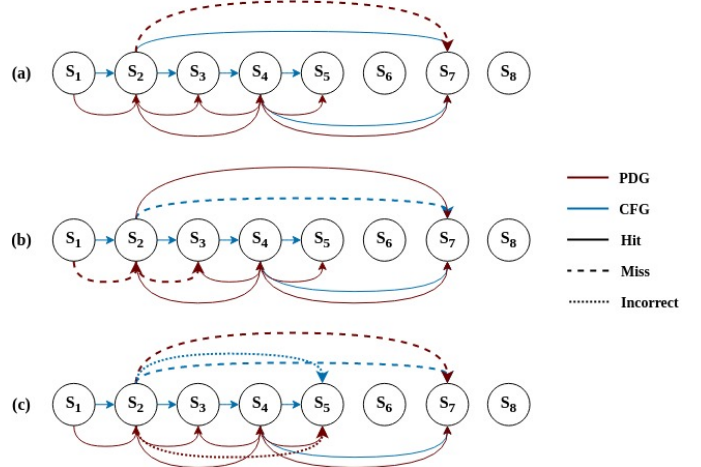 (a) S1 S2 S3 S4 S5 S6 S7 S8
(b) S1 S2 S3 S4 S5 S6 S7 S8
(c) S1 S2 S3 S4 S5 S6 S7 S8
PDG
CFG
Hit
Miss
Incorrect